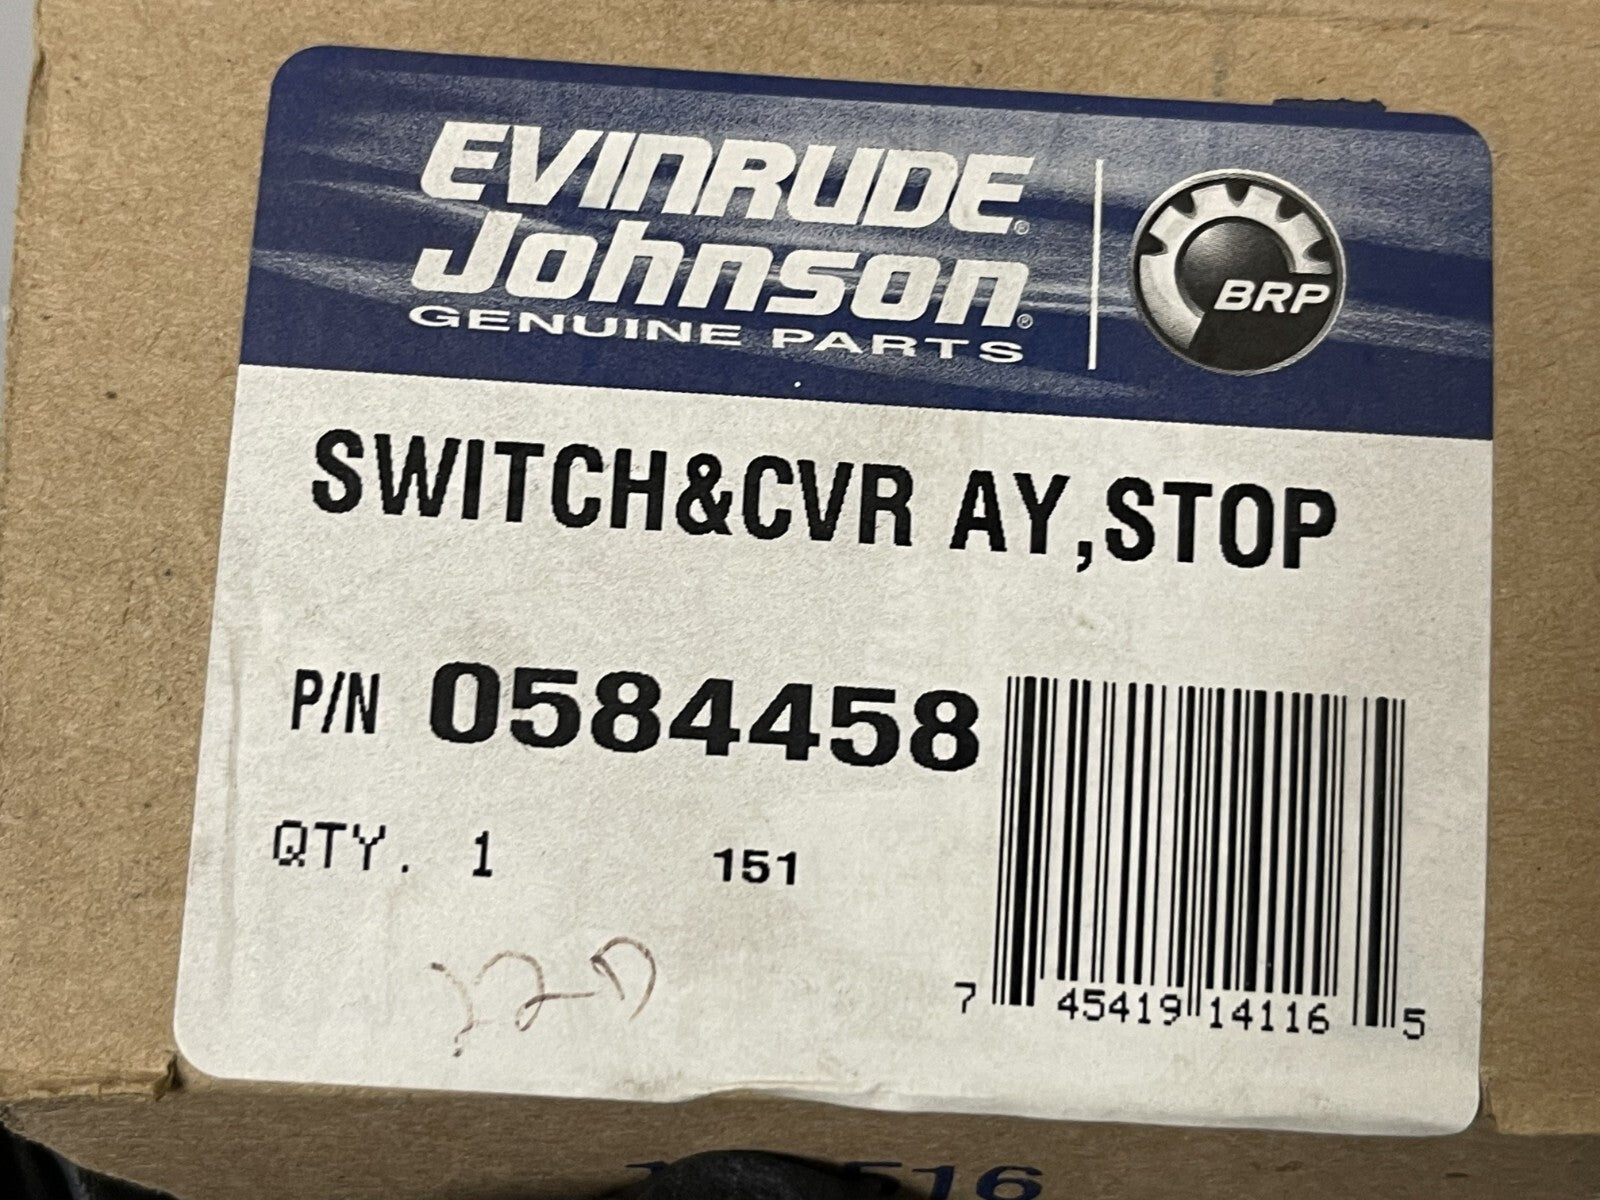 EVINRUDE®
Johnson®
GENUINE PARTS
BRP
SWITCH&CVR AY,STOP
P/N 0584458
QTY. 1 151
7 45419 14116 5